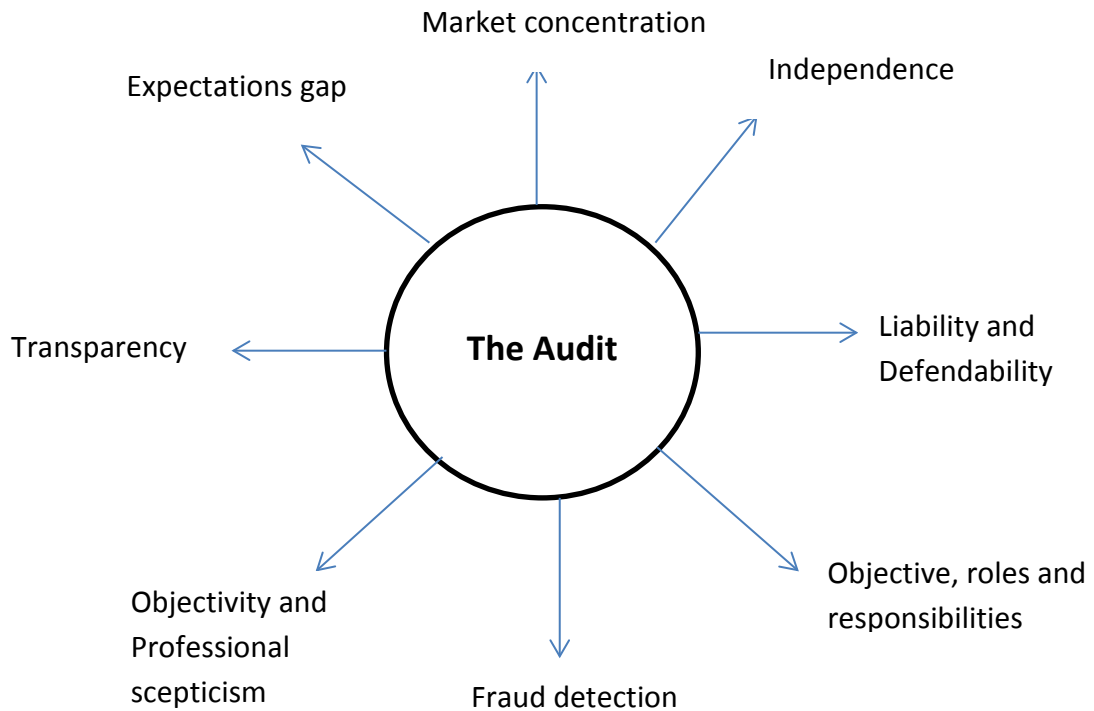 Market concentration
Independence
Expectations gap
Liability and
Defendability
The Audit
Transparency
Objective, roles and
responsibilities
Objectivity and
Professional
scepticism
Fraud detection